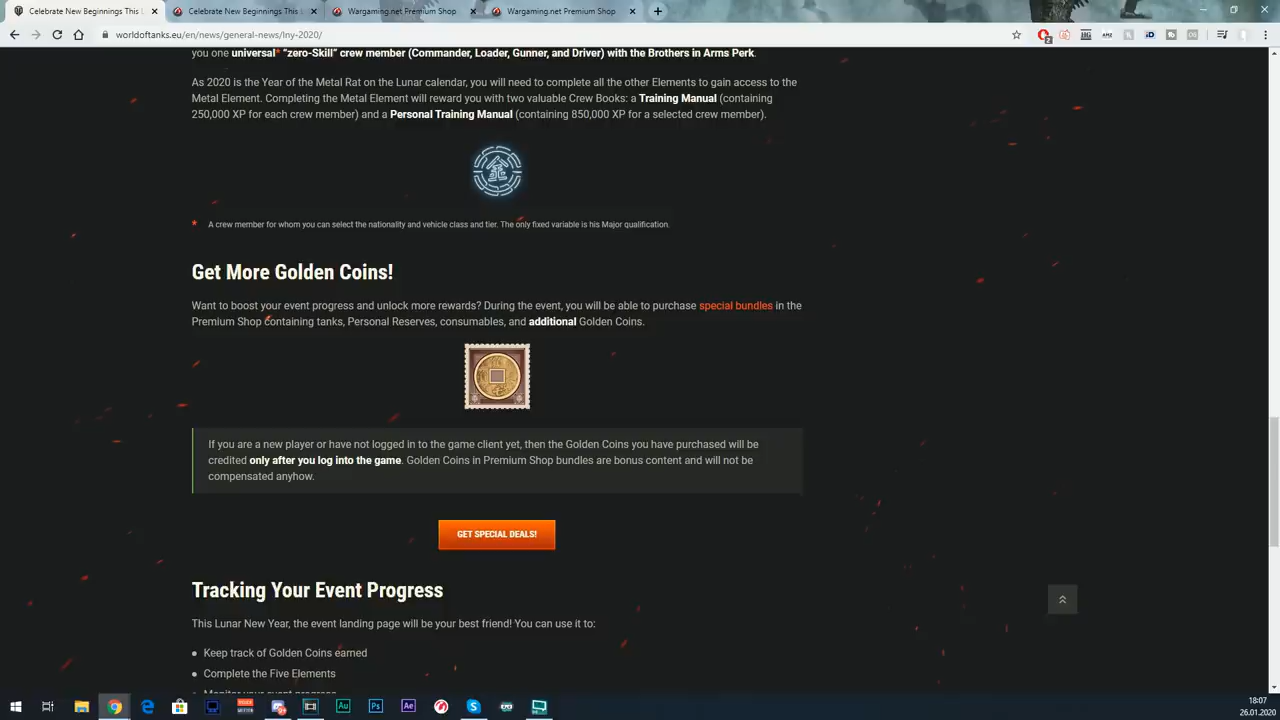 Celebrate New Beginnings This L
Celebrate New Beginnings This L
Wargaming.net Premium Shop
Wargaming.net Premium Shop
worldoftanks.eu/en/news/general-news/lny-2020/
you one universal* “zero-Skill” crew member (Commander, Loader, Gunner, and Driver) with the Brothers in Arms Perk.
As 2020 is the Year of the Metal Rat on the Lunar calendar, you will need to complete all the other Elements to gain access to the
Metal Element. Completing the Metal Element will reward you with two valuable Crew Books: a Training Manual (containing
250,000 XP for each crew member) and a Personal Training Manual (containing 850,000 XP for a selected crew member).
* A crew member for whom you can select the nationality and vehicle class and tier. The only fixed variable is his Major qualification.
Get More Golden Coins!
Want to boost your event progress and unlock more rewards? During the event, you will be able to purchase special bundles in the
Premium Shop containing tanks, Personal Reserves, consumables, and additional Golden Coins.
If you are a new player or have not logged in to the game client yet, then the Golden Coins you have purchased will be
credited only after you log into the game. Golden Coins in Premium Shop bundles are bonus content and will not be
compensated anyhow.
GET SPECIAL DEALS!
Tracking Your Event Progress
This Lunar New Year, the event landing page will be your best friend! You can use it to:
Keep track of Golden Coins earned
Complete the Five Elements
Monitor your event progress
Au
Ps
Ae
18:07
26.01.2020